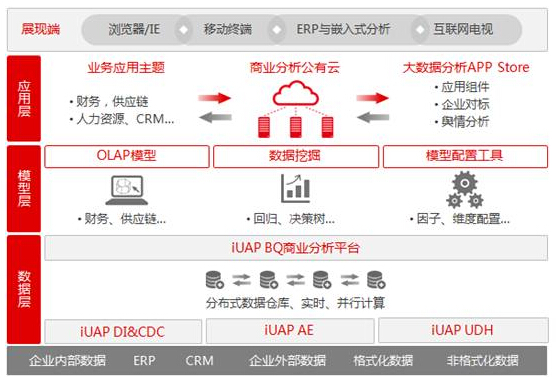 展现端 浏览器/IE 移动终端 ERP与嵌入式分析 互联网电视
应用层
业务应用主题 商业分析公有云 大数据分析APP Store
• 财务，供应链
• 人力资源、CRM...
• 应用组件
• 企业对标
• 舆情分析
模型层
OLAP模型 数据挖掘 模型配置工具
• 财务、供应链... • 回归、决策树... • 因子、维度配置...
数据层
iUAP BQ商业分析平台
分布式数据仓库、实时、并行计算
iUAP DI&CDC iUAP AE iUAP UDH
企业内部数据 ERP CRM 企业外部数据 格式化数据 非格式化数据